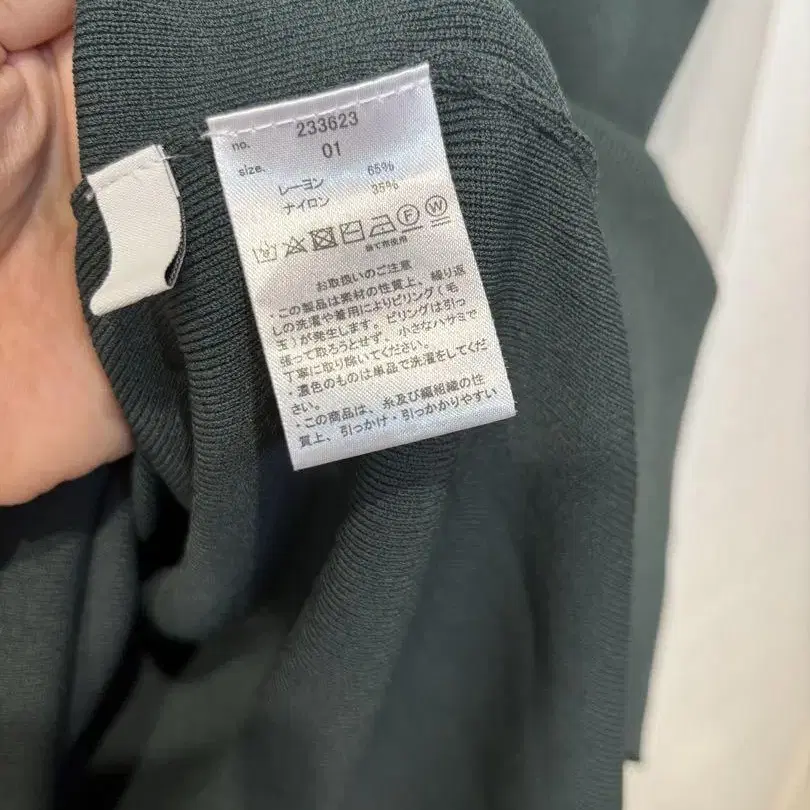 no. 233623
size. 01
レーヨン 65%
ナイロン 35%
F W
当て布使用
お取扱いのご注意
・この製品は素材の性質上、繰り返
しの洗濯や着用によりピリング(毛
玉)が発生します。ピリングは引っ
張って取ろうとせず、小さなハサミで
丁寧に取り除いてください。
・濃色のものは単品で洗濯をしてくだ
さい。
・この商品は、糸及び編組織の性
質上、引っかけ・引っかかりやすい